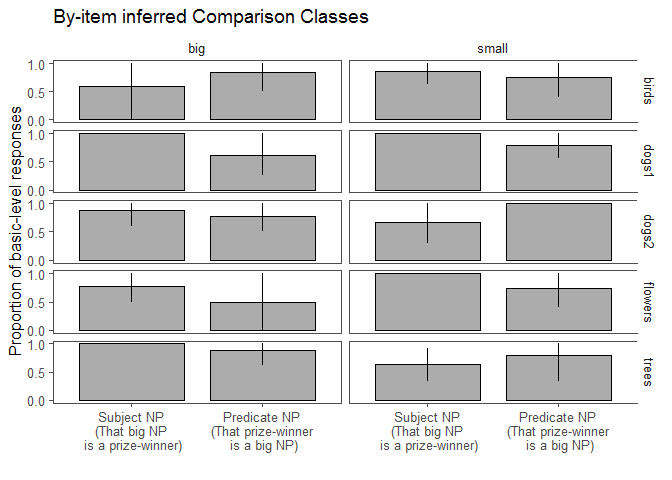 By-item inferred Comparison Classes
big
small
Proportion of basic-level responses
1.0
0.5
0.0
birds
1.0
0.5
0.0
dogs1
1.0
0.5
0.0
dogs2
1.0
0.5
0.0
flowers
1.0
0.5
0.0
trees
Subject NP
(That big NP
is a prize-winner)
Predicate NP
(That prize-winner
is a big NP)
Subject NP
(That big NP
is a prize-winner)
Predicate NP
(That prize-winner
is a big NP)